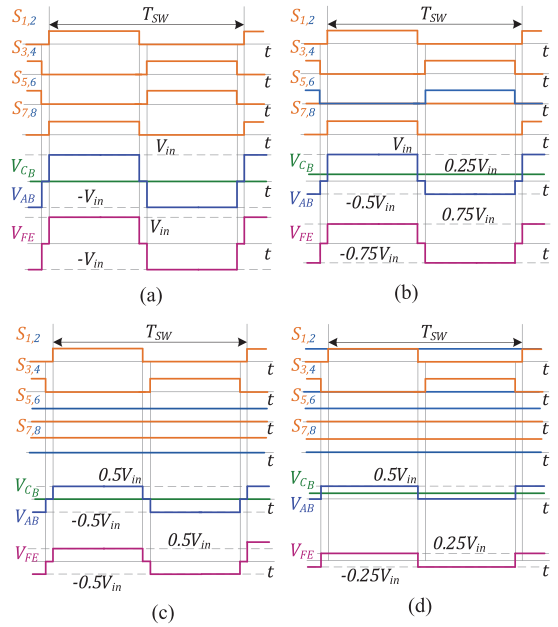 S1,2
TSW
t
S3,4
t
S5,6
t
S7,8
t
Vin
VCB
VAB
-Vin
t
Vin
VFE
-Vin
t
(a)
S1,2
TSW
t
S3,4
t
S5,6
t
S7,8
t
Vin
0.25Vin
VCB
VAB
-0.5Vin
t
0.75Vin
VFE
-0.75Vin
t
(b)
S1,2
TSW
t
S3,4
t
S5,6
t
S7,8
t
0.5Vin
VCB
VAB
-0.5Vin
t
0.5Vin
VFE
-0.5Vin
t
(c)
S1,2
TSW
t
S3,4
t
S5,6
t
S7,8
t
0.5Vin
VCB
VAB
t
0.25Vin
VFE
-0.25Vin
t
(d)